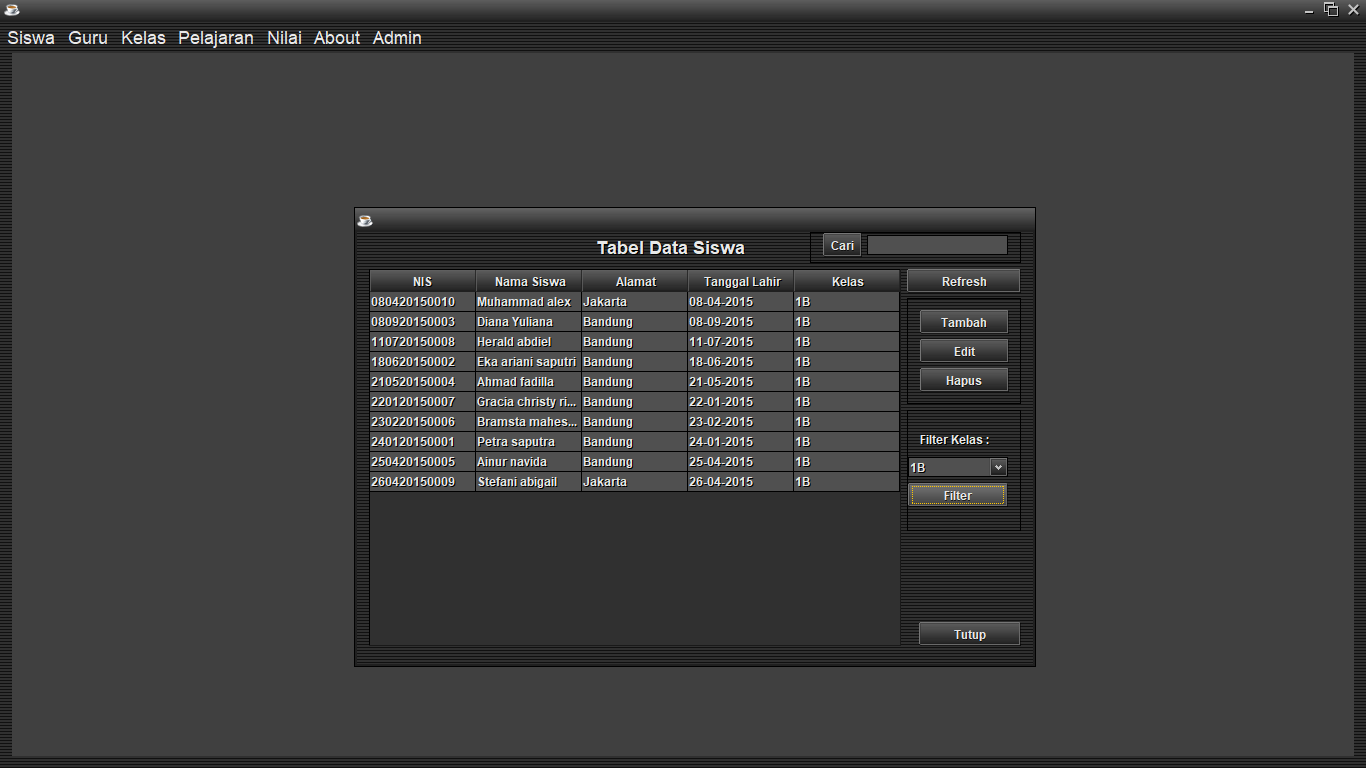 Siswa Guru Kelas Pelajaran Nilai About Admin
Tabel Data Siswa Cari
NIS Nama Siswa Alamat Tanggal Lahir Kelas Refresh
080420150010 Muhammad alex Jakarta 08-04-2015 1B
080920150003 Diana Yuliana Bandung 08-09-2015 1B
Tambah
110720150008 Herald abdiel Bandung 11-07-2015 1B
Edit
180620150002 Eka ariani saputri Bandung 18-06-2015 1B
210520150004 Ahmad fadilla Bandung 21-05-2015 1B
Hapus
220120150007 Gracia christy ri... Bandung 22-01-2015 1B
230220150006 Bramsta mahes... Bandung 23-02-2015 1B
240120150001 Petra saputra Bandung 24-01-2015 1B
Filter Kelas :
250420150005 Ainur navida Bandung 25-04-2015 1B
1B
260420150009 Stefani abigail Jakarta 26-04-2015 1B
Filter
Tutup